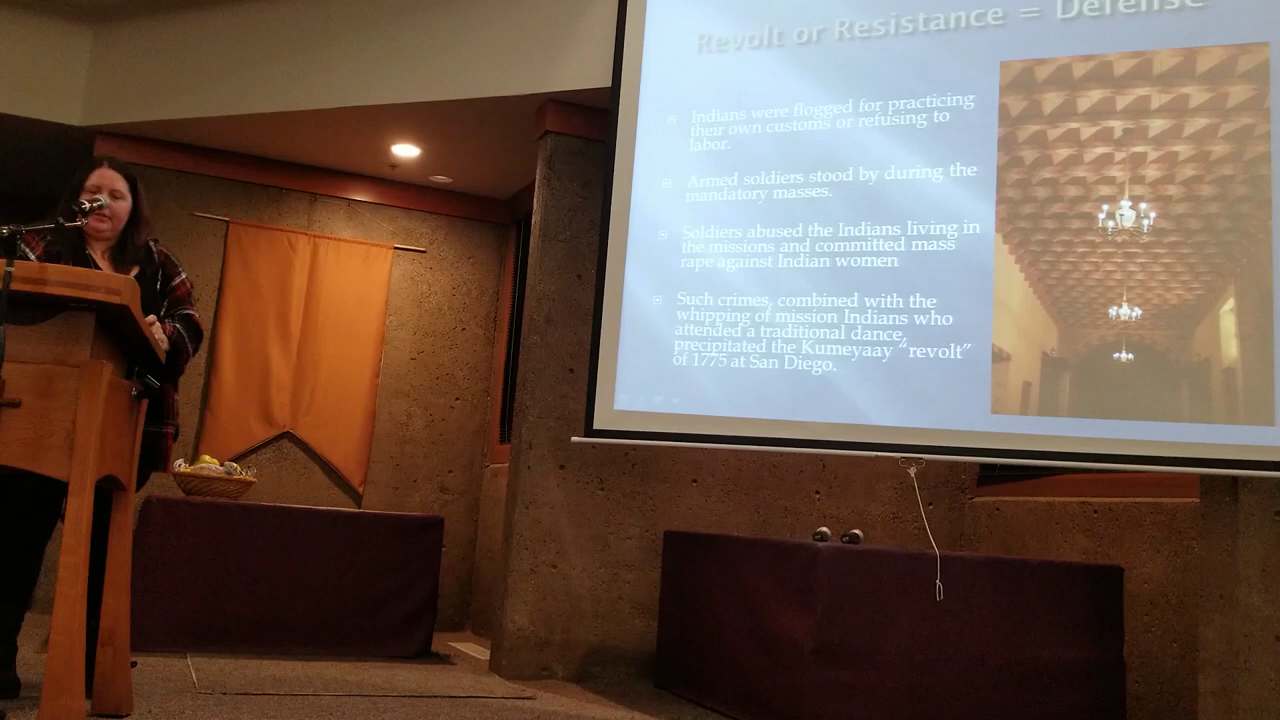 Revolt or Resistance = Defense
Indians were flogged for practicing
their own customs or refusing to
labor.
Armed soldiers stood by during the
mandatory masses.
Soldiers abused the Indians living in
the missions and committed mass
rape against Indian women
Such crimes, combined with the
whipping of mission Indians who
attended a traditional dance,
precipitated the Kumeyaay “revolt”
of 1775 at San Diego.